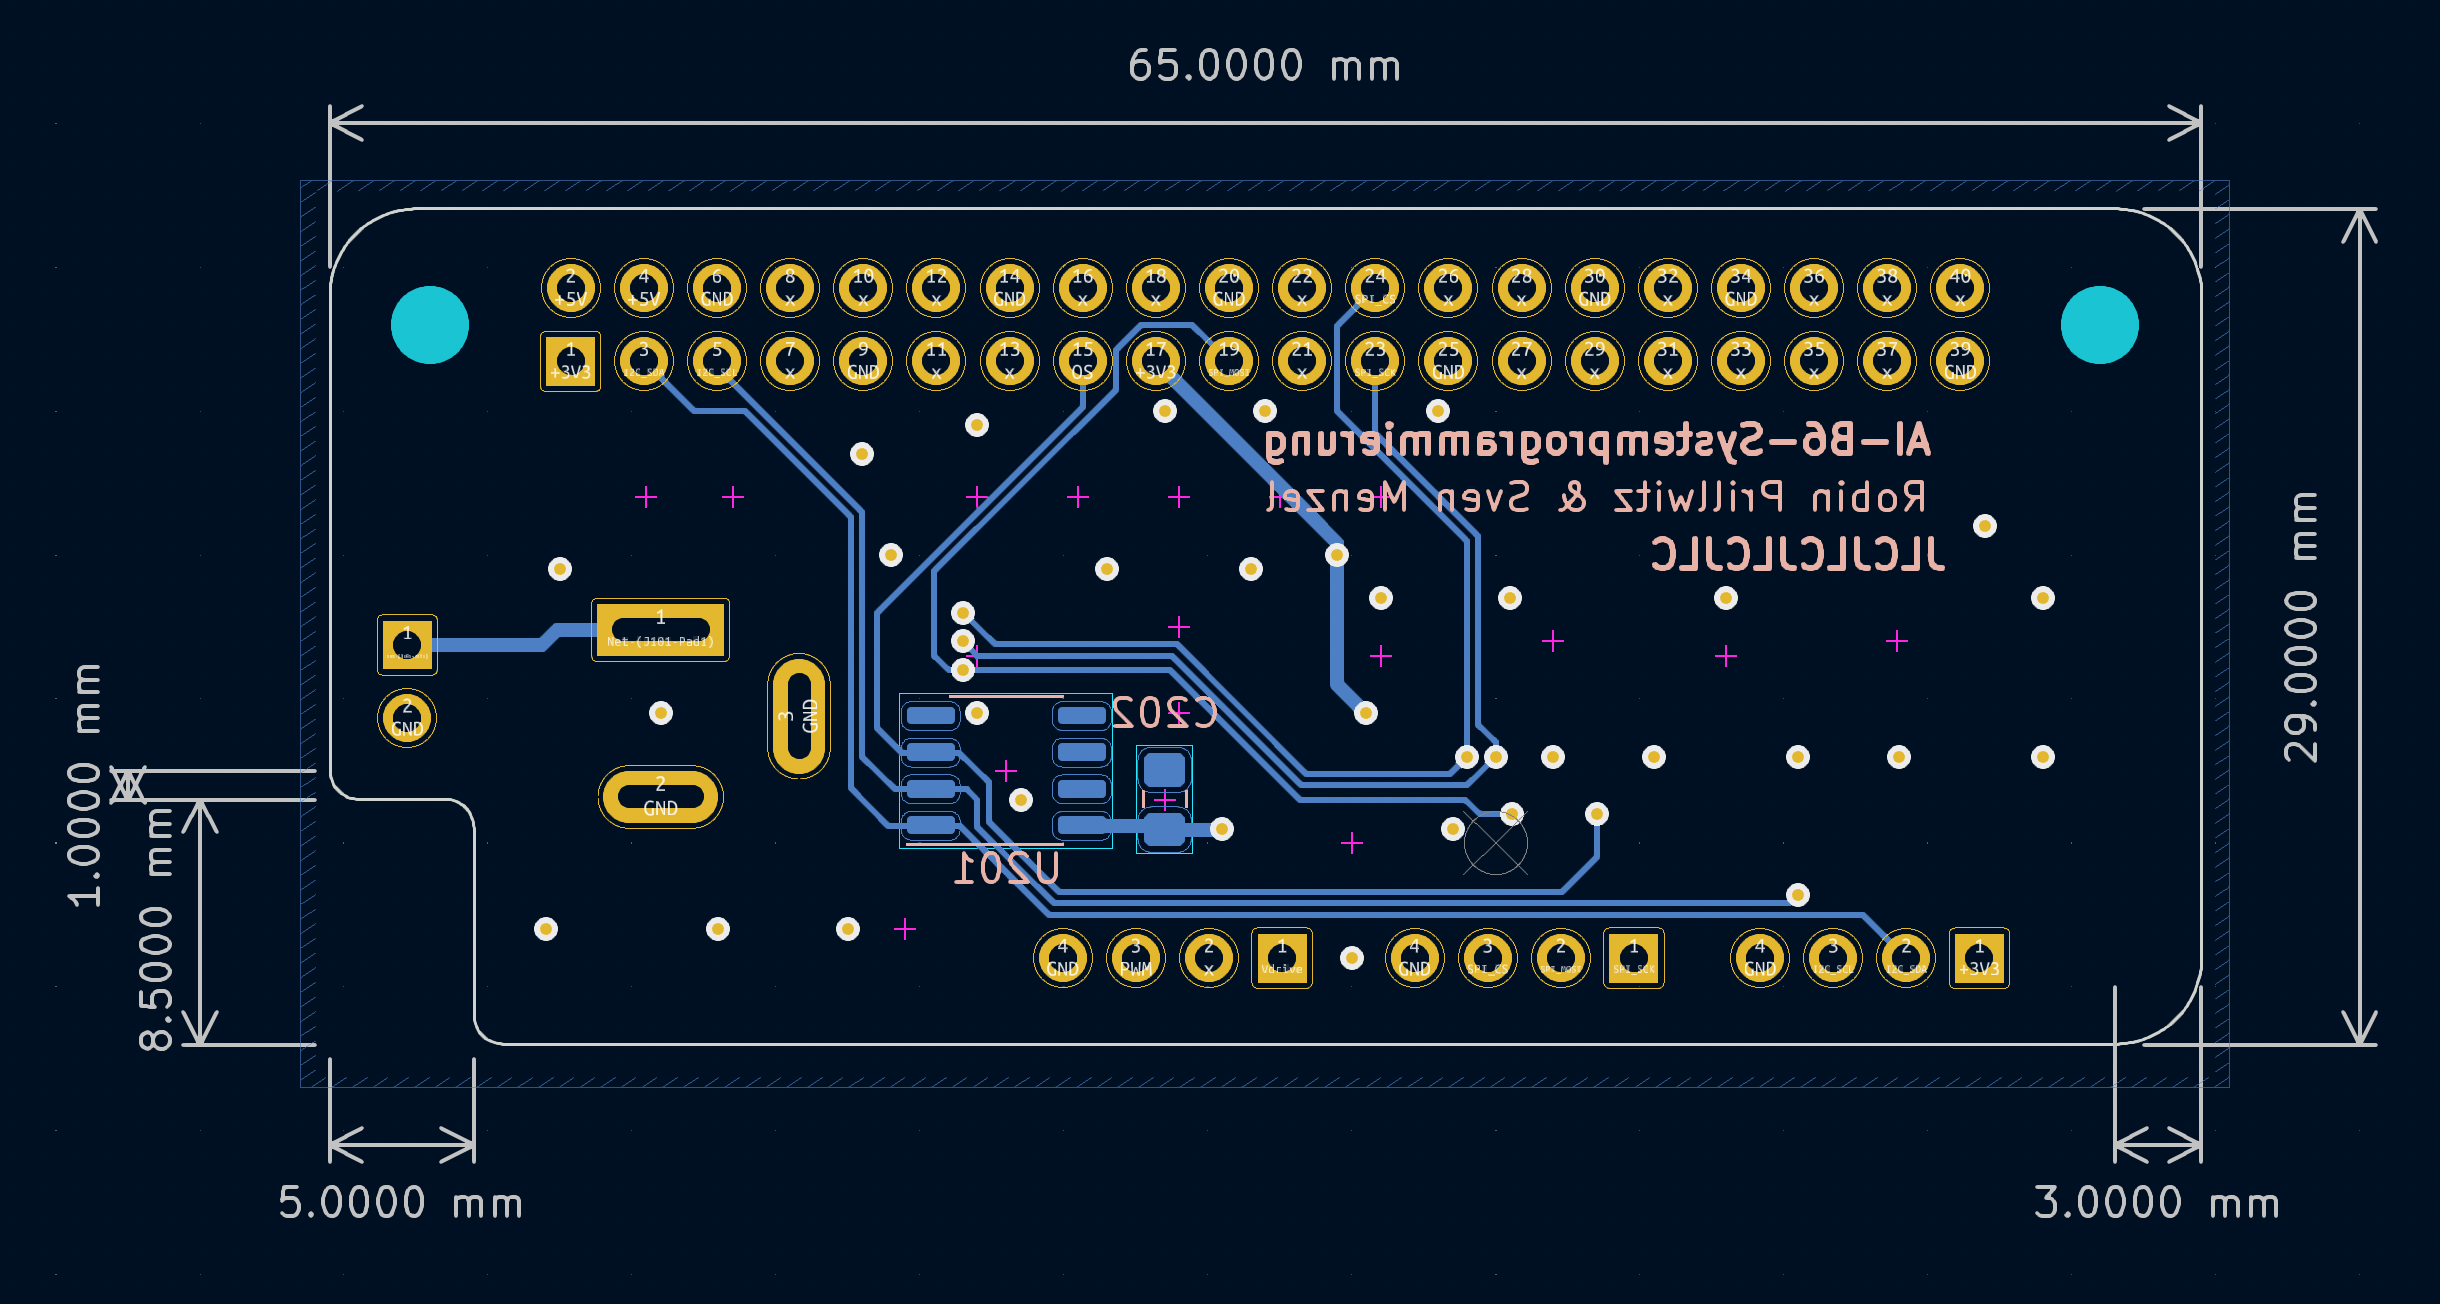 65.0000 mm
2 4 6 8 10 12 14 16 18 20 22 24 26 28 30 32 34 36 38 40
+5V +5V GND x x x GND x x GND x SPI_CS x x GND x GND x x x
1 3 5 7 9 11 13 15 17 19 21 23 25 27 29 31 33 35 37 39
+3V3 I2C_SDA I2C_SCL x GND x x OS +3V3 SPI_MOSI x SPI_SCK GND x x x x x x GND
AI-B6-Systemprogrammierung
Robin Prillwitz & Sven Menzel
JLCJLCJLCJLC
29.0000 mm
1
1
Net-(J101-Pad1)
2
GND
3
GND
2
GND
C202
U201
1.0000 mm
8.5000 mm
4 3 2 1 4 3 2 1 4 3 2 1
GND PWM x Vdrive GND SPI_CS SPI_MOSI SPI_SCK GND I2C_SCL I2C_SDA +3V3
5.0000 mm
3.0000 mm